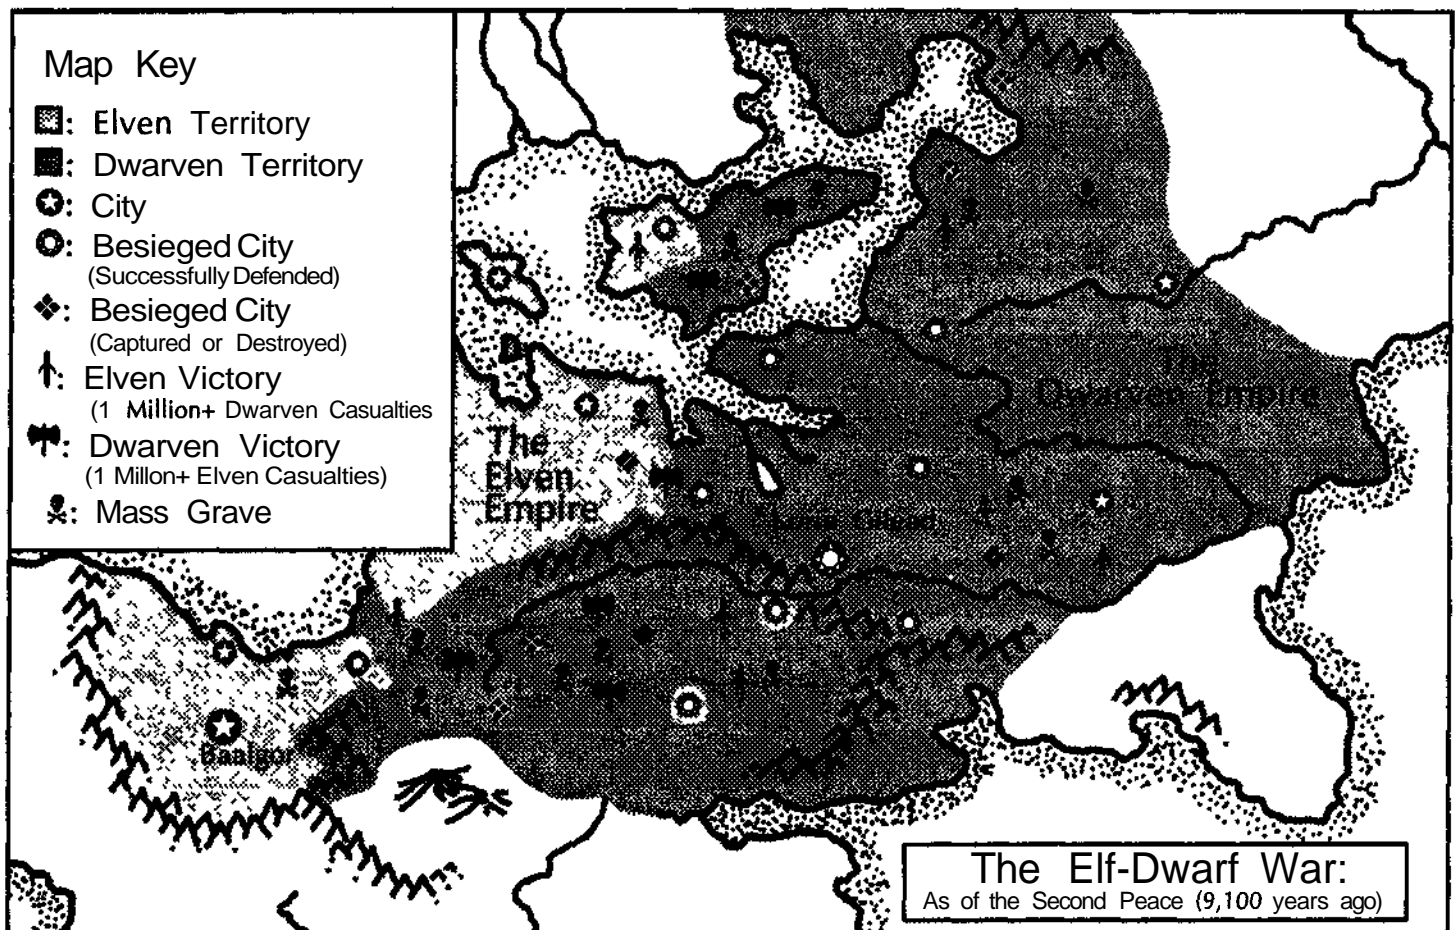 Map Key
: Elven Territory
: Dwarven Territory
: City
: Besieged City
(Successfully Defended)
: Besieged City
(Captured or Destroyed)
: Elven Victory
(1 Million+ Dwarven Casualties
: Dwarven Victory
(1 Millon+ Elven Casualties)
: Mass Grave
The
Dwarven Empire
The
Elven
Empire
Baalgor
The Elf-Dwarf War:
As of the Second Peace (9,100 years ago)